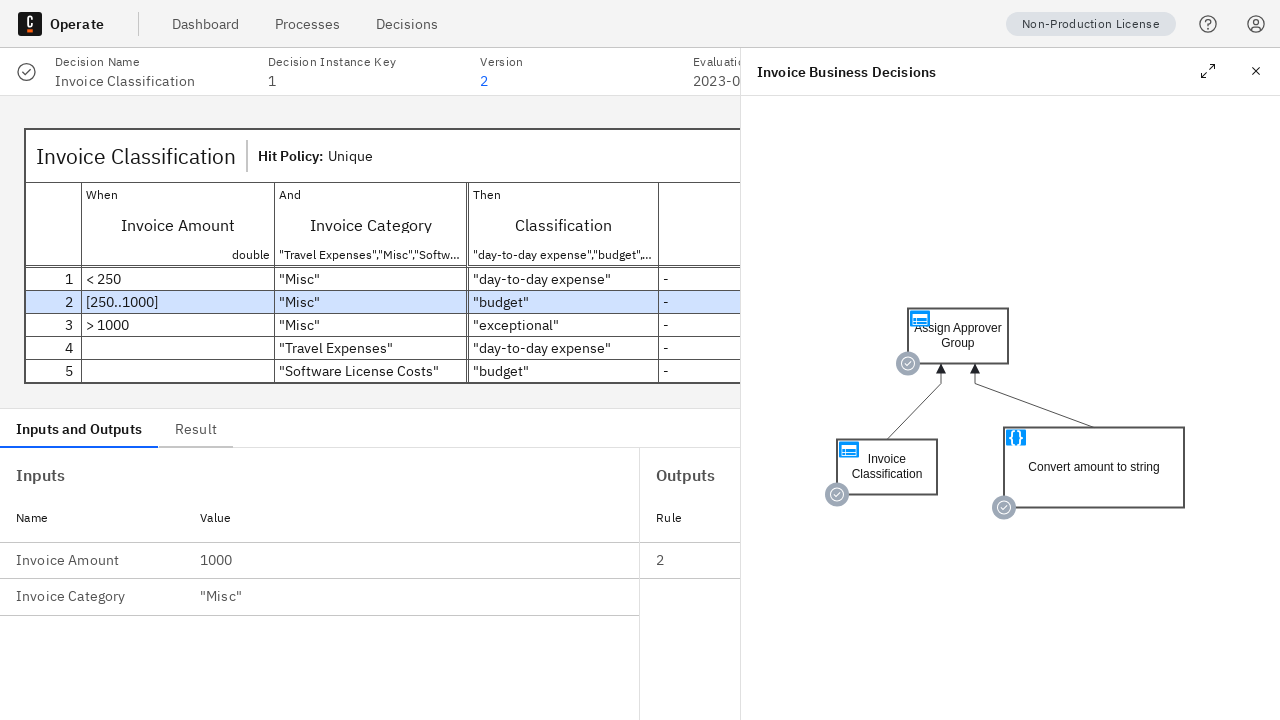 Operate
Dashboard
Processes
Decisions
Non-Production License
Decision Name
Invoice Classification
Decision Instance Key
1
Version
2
2023-0
Invoice Business Decisions
Invoice Classification
Hit Policy: Unique
When
And
Then
Invoice Amount
Invoice Category
Classification
double
"Travel Expenses","Misc","Softw...
"day-to-day expense","budget",...
1 < 250 "Misc" "day-to-day expense" -
2 [250..1000] "Misc" "budget" -
3 > 1000 "Misc" "exceptional" -
4 "Travel Expenses" "day-to-day expense" -
5 "Software License Costs" "budget" -
Assign Approver
Group
Invoice
Classification
Convert amount to string
Inputs and Outputs
Result
Inputs
Name Value
Invoice Amount 1000
Invoice Category "Misc"
Outputs
Rule
2